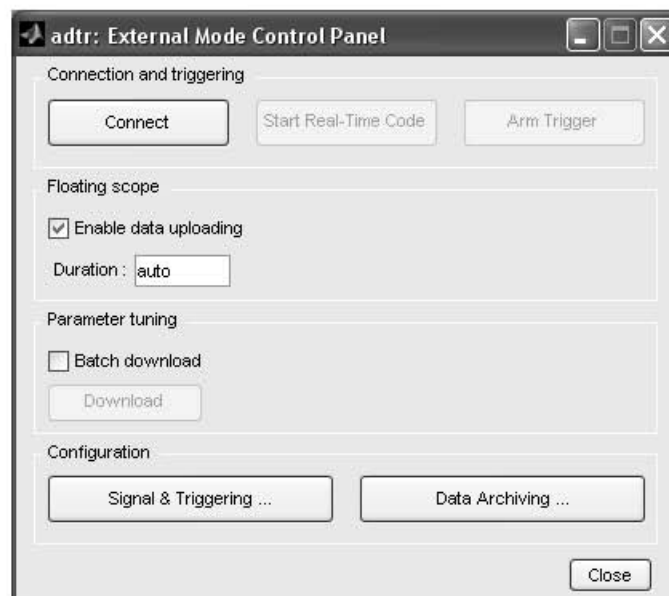 adtr: External Mode Control Panel
Connection and triggering
Connect Start Real-Time Code Arm Trigger
Floating scope
Enable data uploading
Duration : auto
Parameter tuning
Batch download
Download
Configuration
Signal & Triggering ... Data Archiving ...
Close